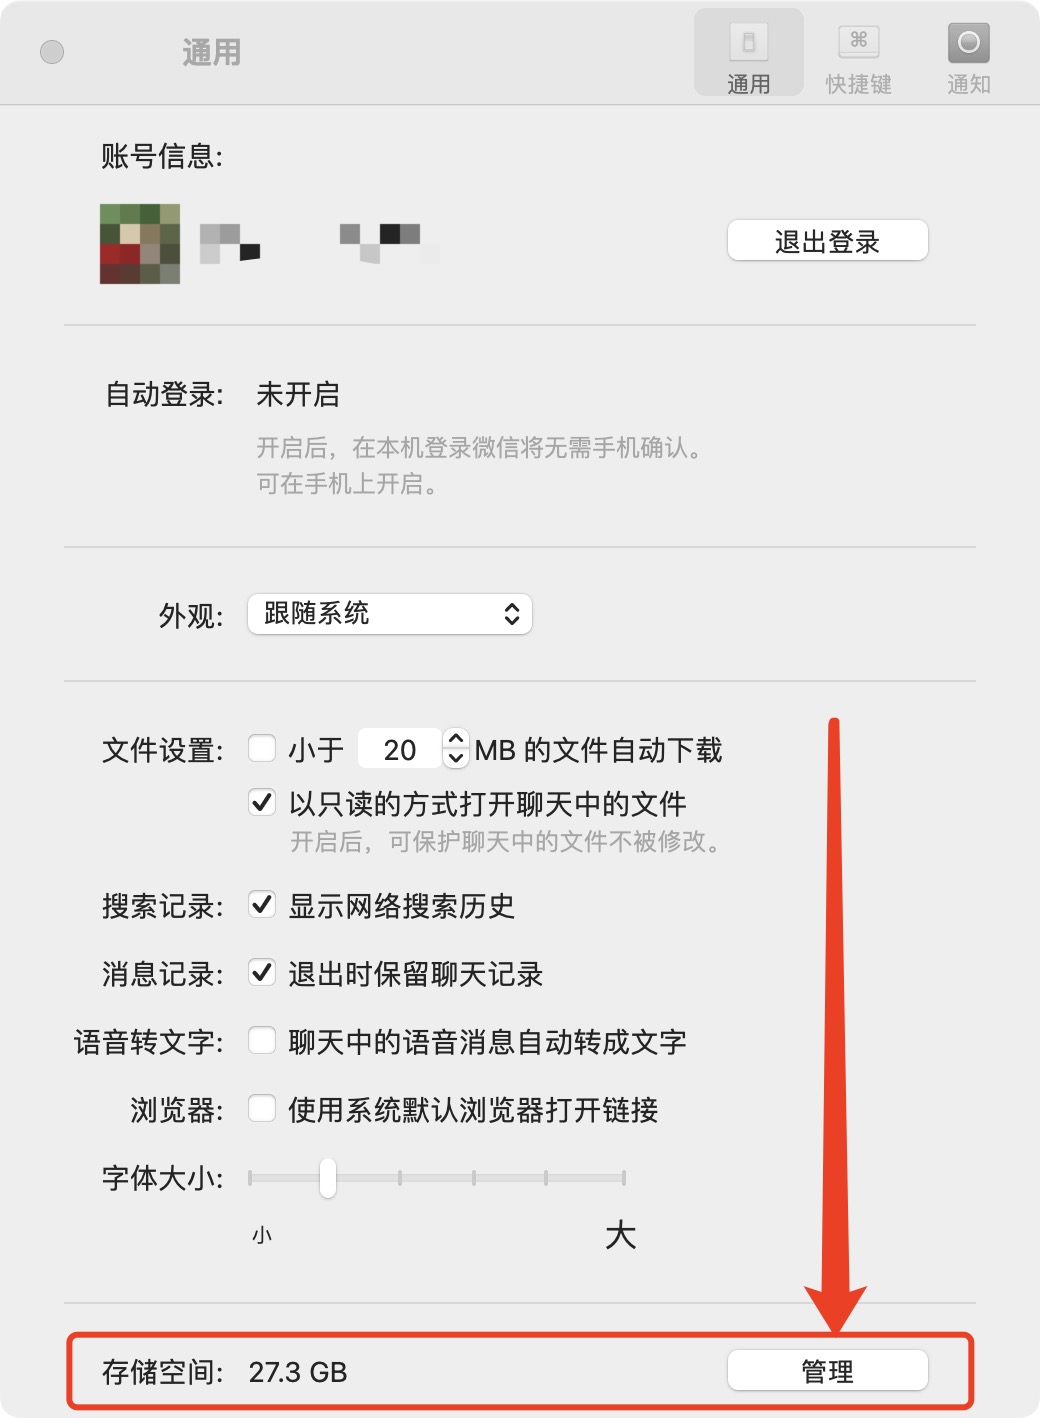 通用
通用
快捷键
通知
账号信息:
退出登录
自动登录: 未开启
开启后，在本机登录微信将无需手机确认。
可在手机上开启。
外观: 跟随系统
文件设置: 小于 20 MB 的文件自动下载
以只读的方式打开聊天中的文件
开启后，可保护聊天中的文件不被修改。
搜索记录: 显示网络搜索历史
消息记录: 退出时保留聊天记录
语音转文字: 聊天中的语音消息自动转成文字
浏览器: 使用系统默认浏览器打开链接
字体大小:
小 大
存储空间: 27.3 GB 管理